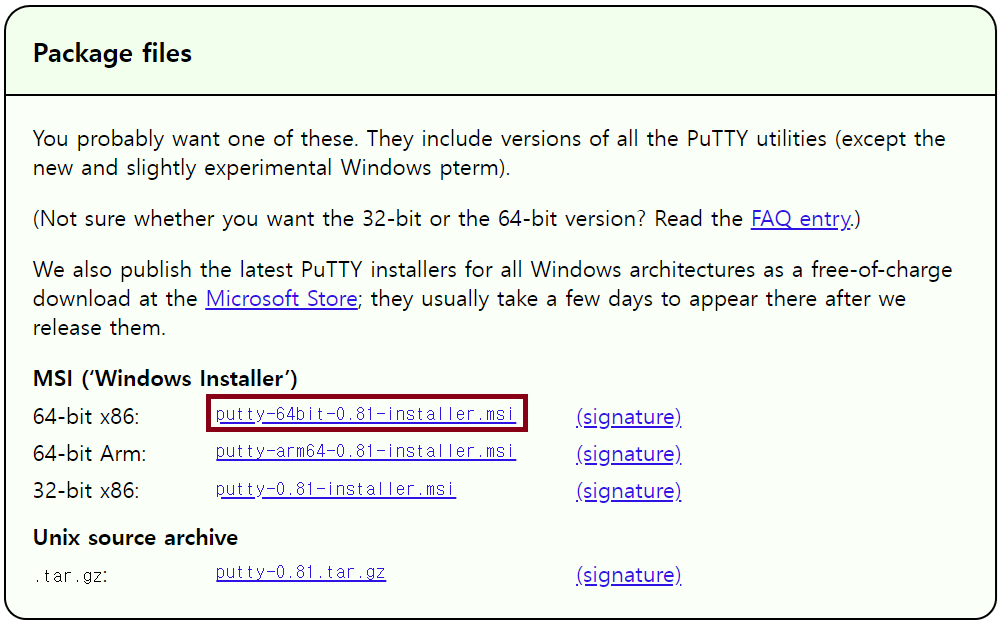 Package files
You probably want one of these. They include versions of all the PuTTY utilities (except the
new and slightly experimental Windows pterm).
(Not sure whether you want the 32-bit or the 64-bit version? Read the FAQ entry.)
We also publish the latest PuTTY installers for all Windows architectures as a free-of-charge
download at the Microsoft Store; they usually take a few days to appear there after we
release them.
MSI (‘Windows Installer’)
64-bit x86: putty-64bit-0.81-installer.msi (signature)
64-bit Arm: putty-arm64-0.81-installer.msi (signature)
32-bit x86: putty-0.81-installer.msi (signature)
Unix source archive
.tar.gz: putty-0.81.tar.gz (signature)